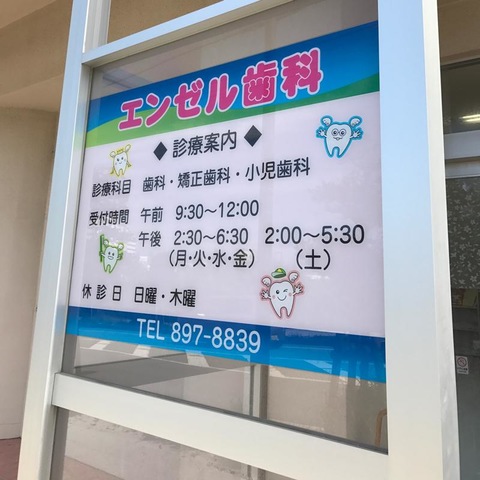 エンゼル歯科
◆ 診療案内 ◆
診療科目 歯科・矯正歯科・小児歯科
受付時間 午前 9:30～12:00
午後 2:30～6:30 2:00～5:30
(月・火・水・金) (土)
休診日 日曜・木曜
TEL 897-8839